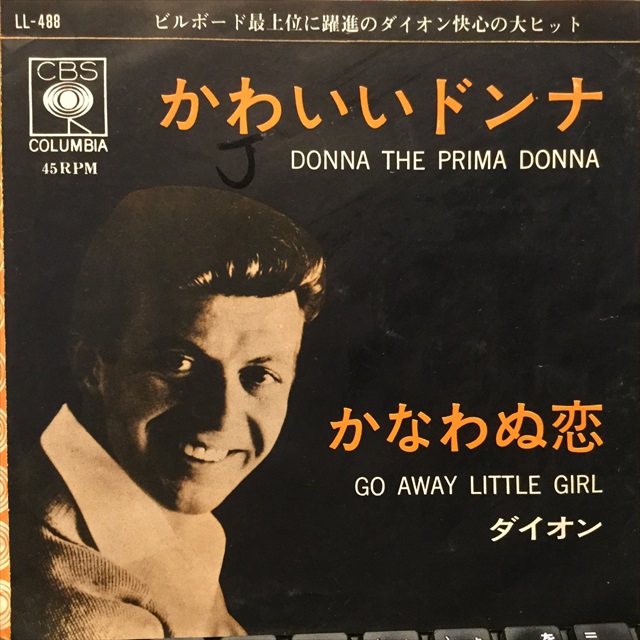 LL-488
ビルボード最上位に躍進のダイオン快心の大ヒット
CBS
COLUMBIA
45RPM
かわいいドンナ
J
DONNA THE PRIMA DONNA
かなわぬ恋
GO AWAY LITTLE GIRL
ダイオン